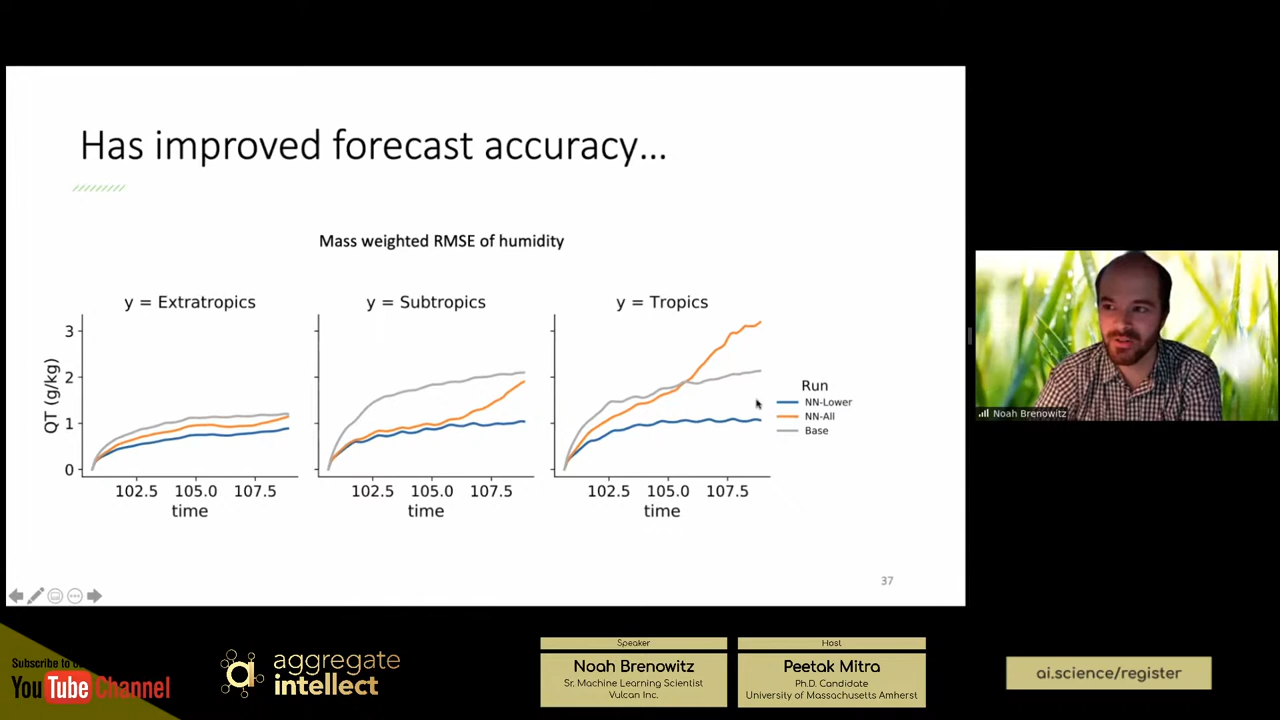 Has improved forecast accuracy...
Mass weighted RMSE of humidity
y = Extratropics
y = Subtropics
y = Tropics
QT (g/kg)
3
2
1
0
102.5 105.0 107.5
time
102.5 105.0 107.5
time
102.5 105.0 107.5
time
Run
NN-Lower
NN-All
Base
37
Noah Brenowitz
Subscribe to
YouTube Channel
aggregate
intellect
Speaker
Noah Brenowitz
Sr. Machine Learning Scientist
Vulcan Inc.
Host
Peetak Mitra
Ph.D. Candidate
University of Massachusetts Amherst
ai.science/register